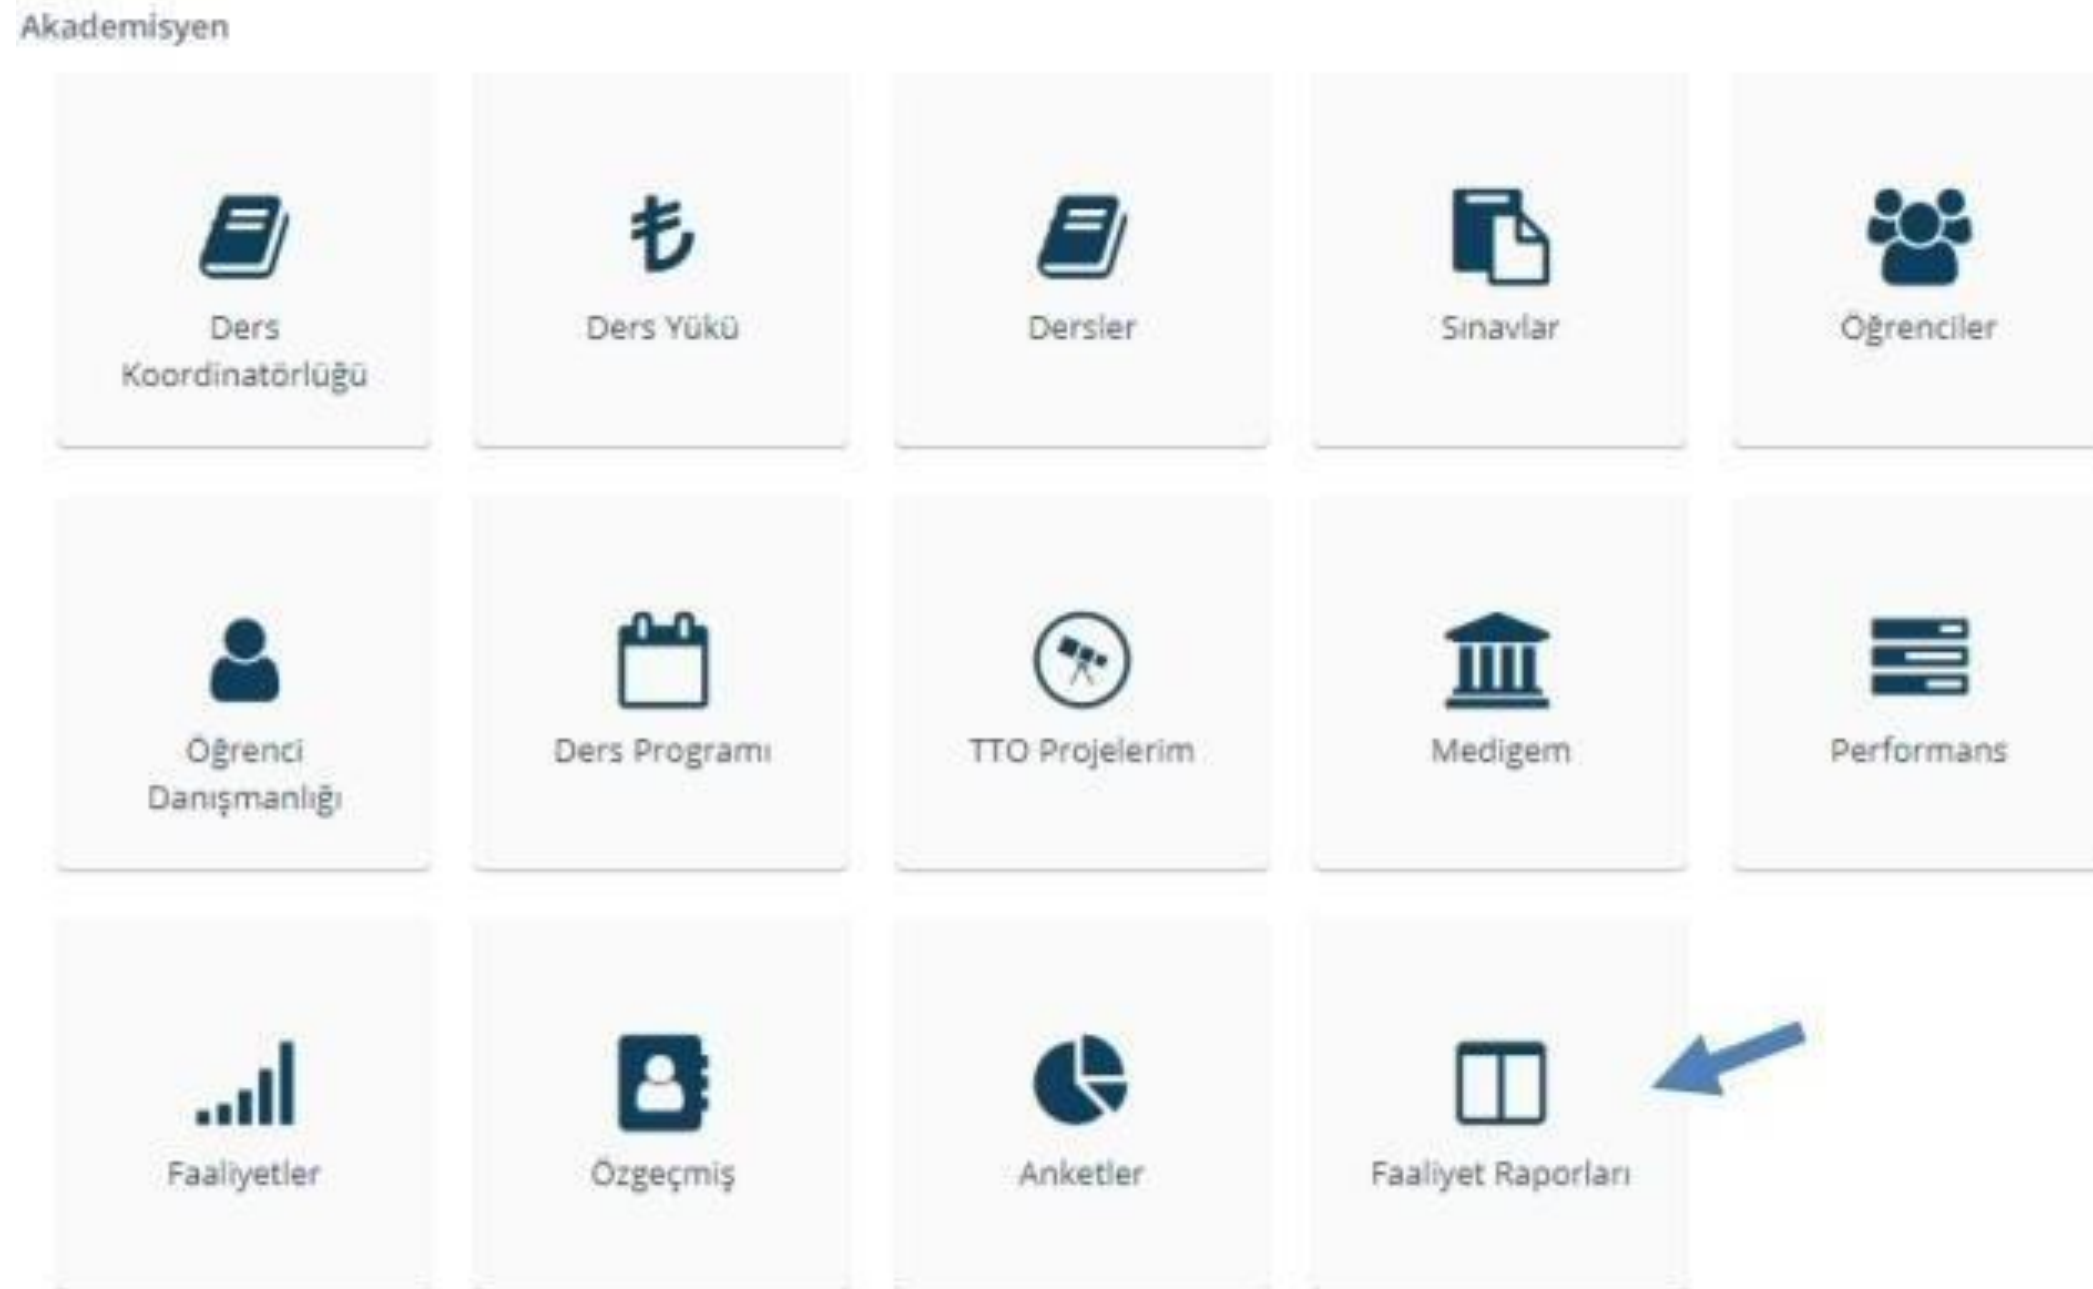 Akademisyen
Ders
Koordinatörlüğü
Ders Yükü
Dersler
Sınavlar
Öğrenciler
Öğrenci
Danışmanlığı
Ders Programı
TTO Projelerim
Medigem
Performans
Faaliyetler
Özgeçmiş
Anketler
Faaliyet Raporları